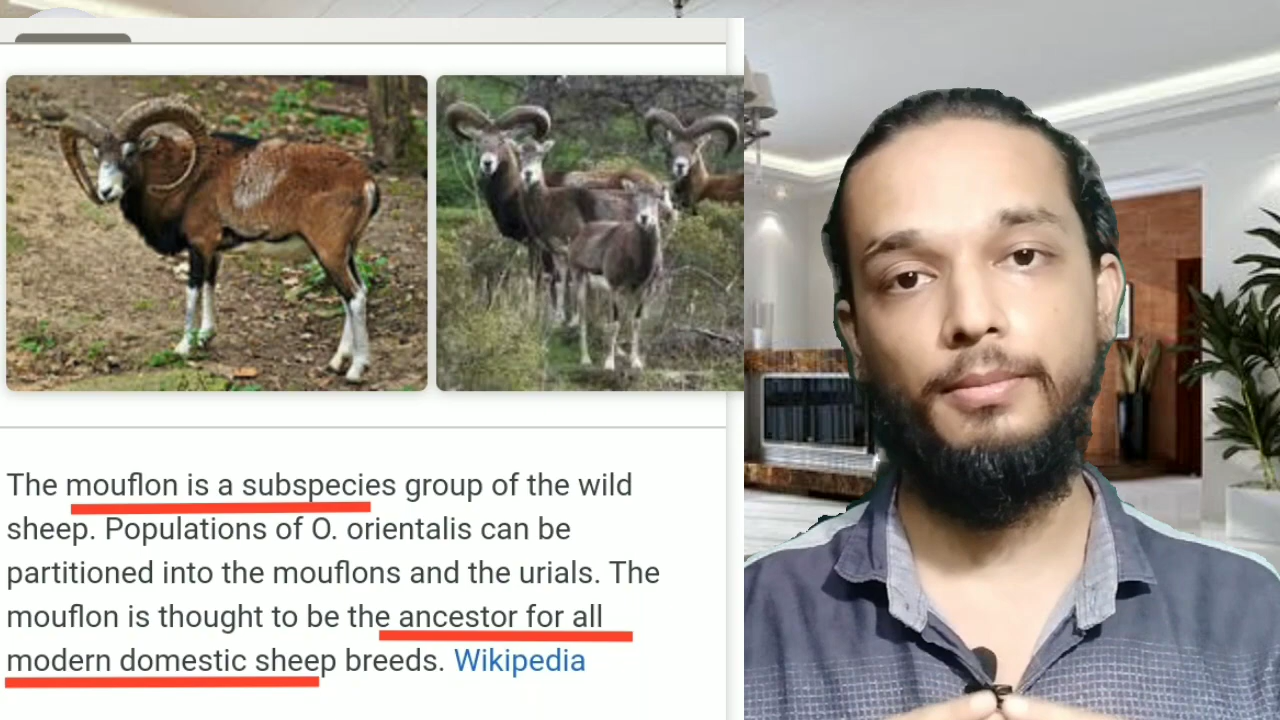 The mouflon is a subspecies group of the wild
sheep. Populations of O. orientalis can be
partitioned into the mouflons and the urials. The
mouflon is thought to be the ancestor for all
modern domestic sheep breeds. Wikipedia